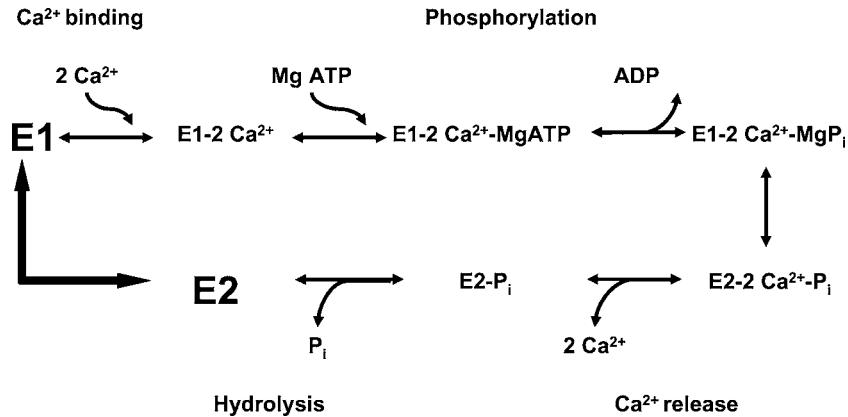 Ca²⁺ binding Phosphorylation
2 Ca²⁺ Mg ATP ADP
E1 E1-2 Ca²⁺ E1-2 Ca²⁺-MgATP E1-2 Ca²⁺-MgPᵢ
E2 E2-Pᵢ E2-2 Ca²⁺-Pᵢ
Pᵢ 2 Ca²⁺
Hydrolysis Ca²⁺ release